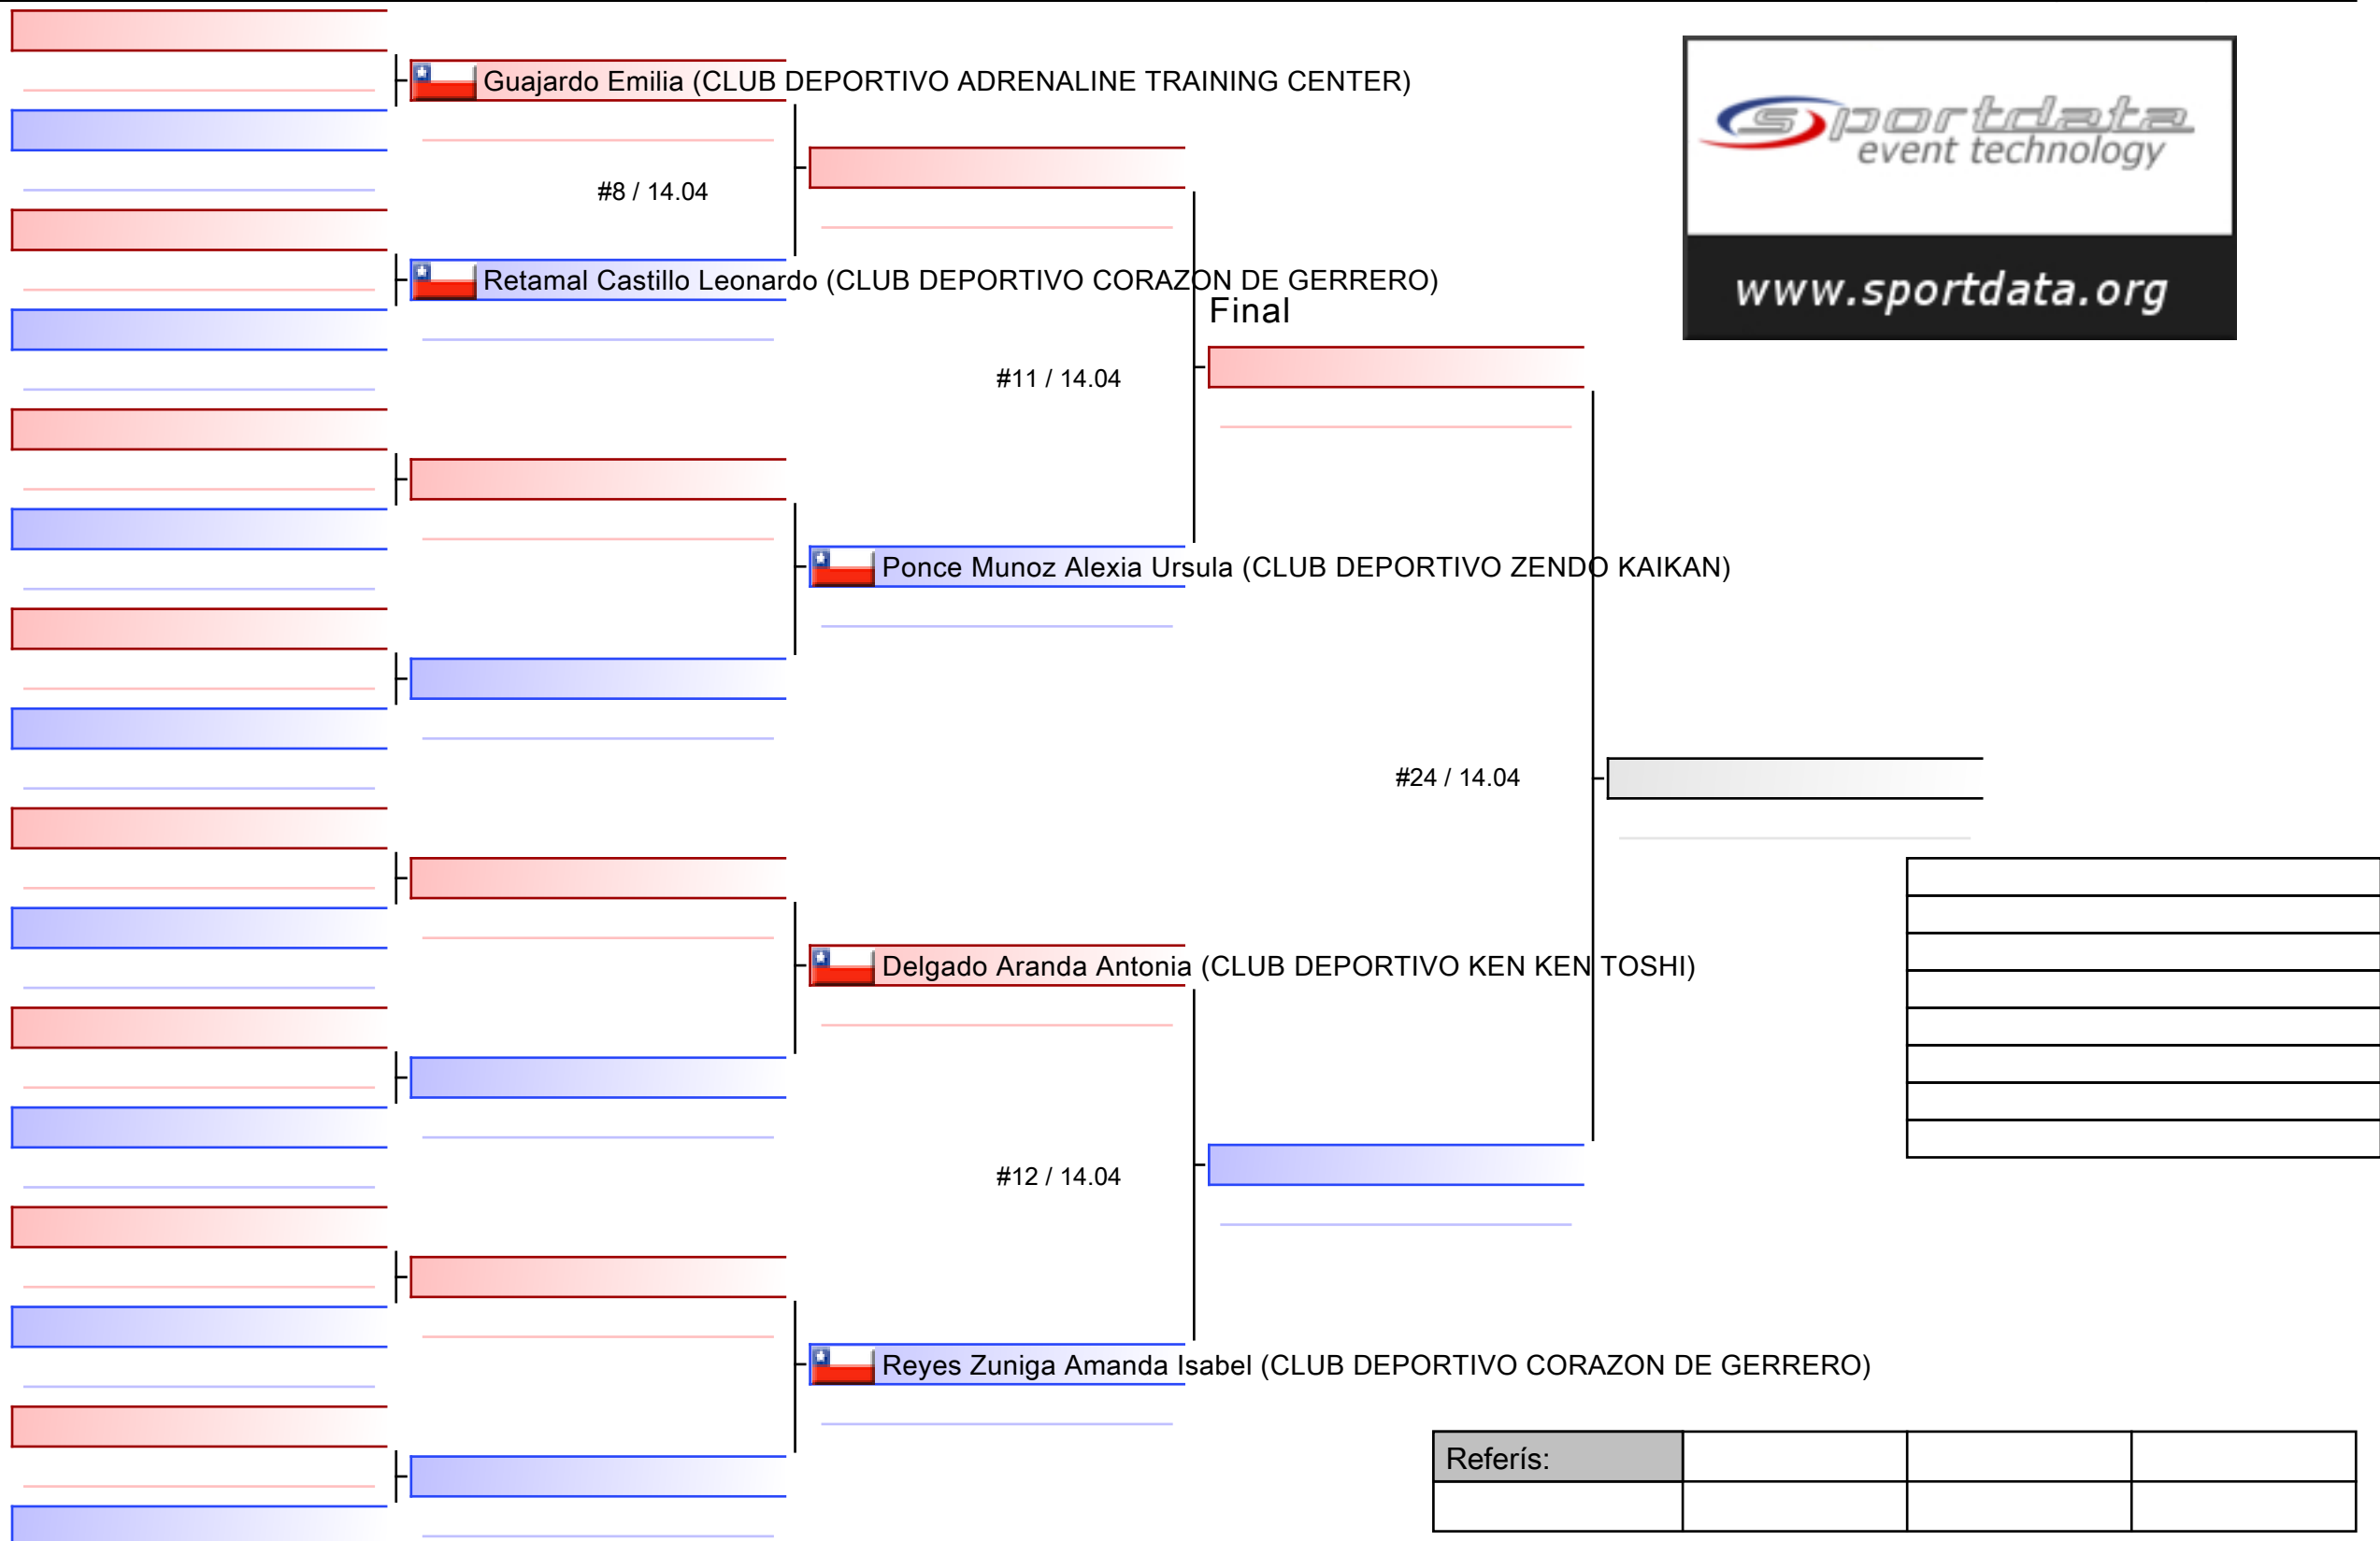 Guajardo Emilia (CLUB DEPORTIVO ADRENALINE TRAINING CENTER)
sportdata
event technology
#8 / 14.04
Retamal Castillo Leonardo (CLUB DEPORTIVO CORAZON DE GERRERO)
www.sportdata.org
Final
#11 / 14.04
Ponce Munoz Alexia Ursula (CLUB DEPORTIVO ZENDO KAIKAN)
#24 / 14.04
Delgado Aranda Antonia (CLUB DEPORTIVO KEN KEN TOSHI)
#12 / 14.04
Reyes Zuniga Amanda Isabel (CLUB DEPORTIVO CORAZON DE GERRERO)
Referís: